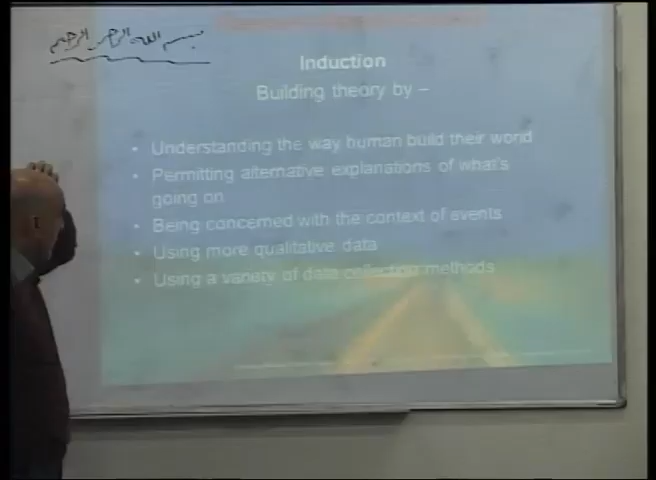 بسم الله الرحمن الرحيم
Induction
Building theory by –
• Understanding the way human build their world
• Permitting alternative explanations of what's
going on
• Being concerned with the context of events
• Using more qualitative data
• Using a variety of data collection methods